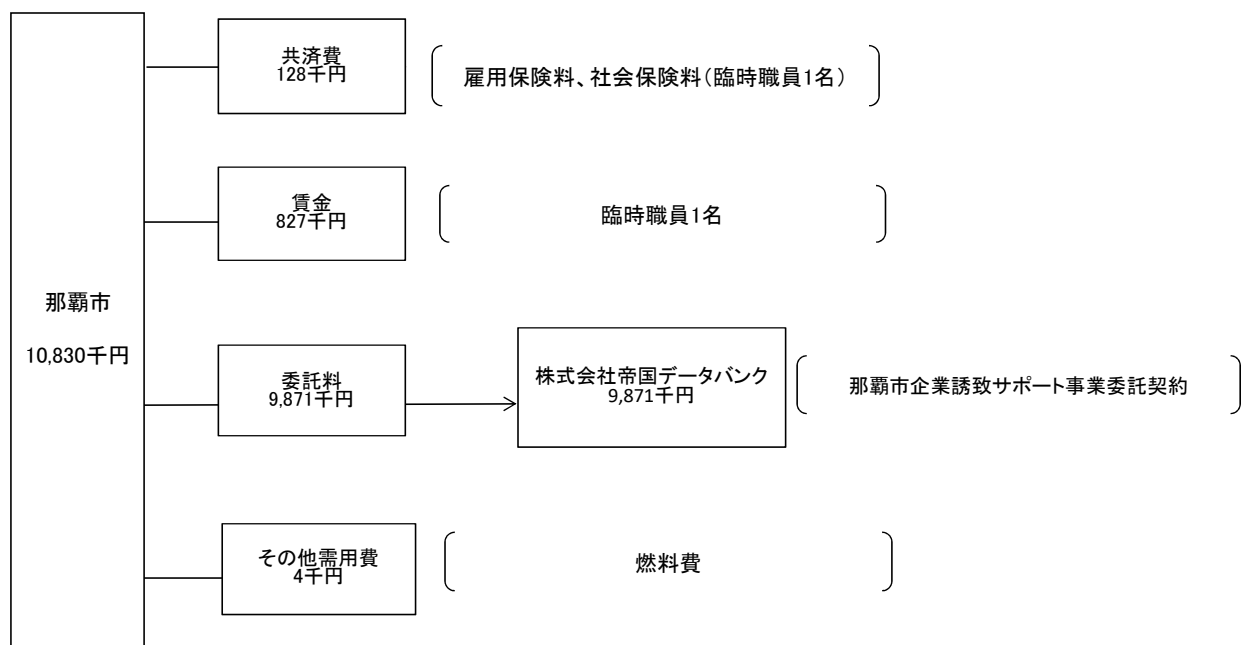 共済費
128千円
雇用保険料、社会保険料(臨時職員1名)
賃金
827千円
臨時職員1名
那覇市
10,830千円
委託料
9,871千円
株式会社帝国データバンク
9,871千円
那覇市企業誘致サポート事業委託契約
その他需用費
4千円
燃料費